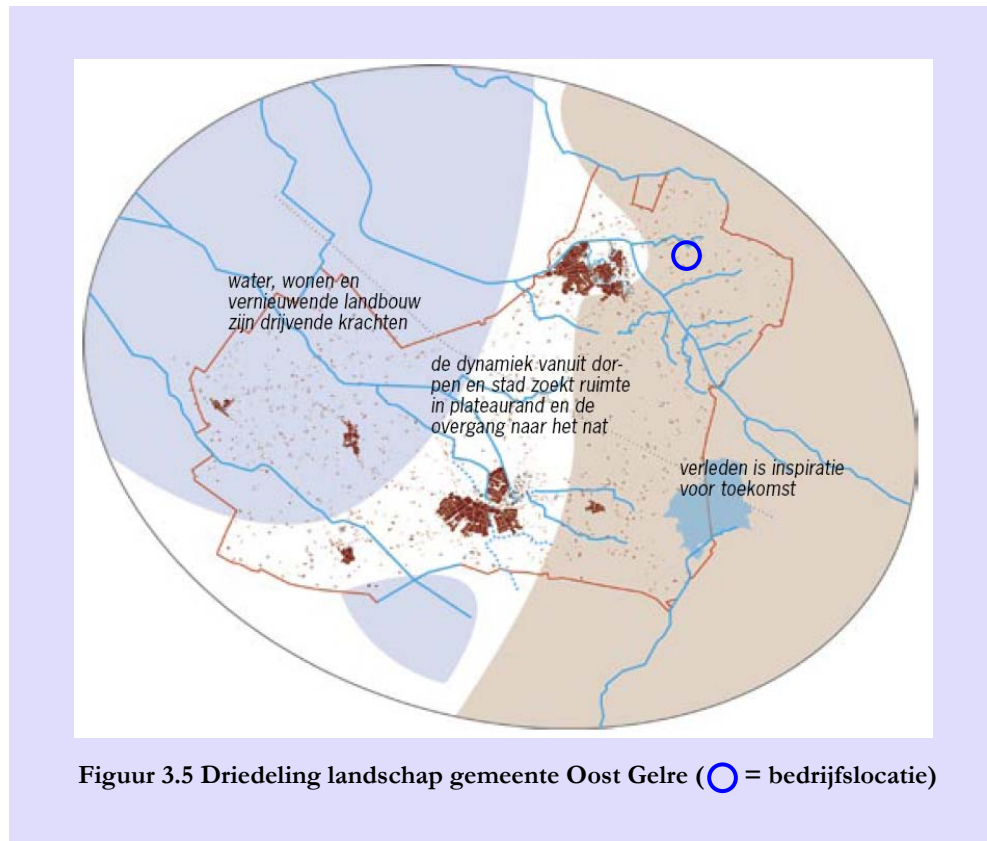 water, wonen en
vernieuwende landbouw
zijn drijvende krachten
de dynamiek vanuit dor-
pen en stad zoekt ruimte
in plateaurand en de
overgang naar het nat
verleden is inspiratie
voor toekomst
Figuur 3.5 Driedeling landschap gemeente Oost Gelre ( = bedrijfslocatie)